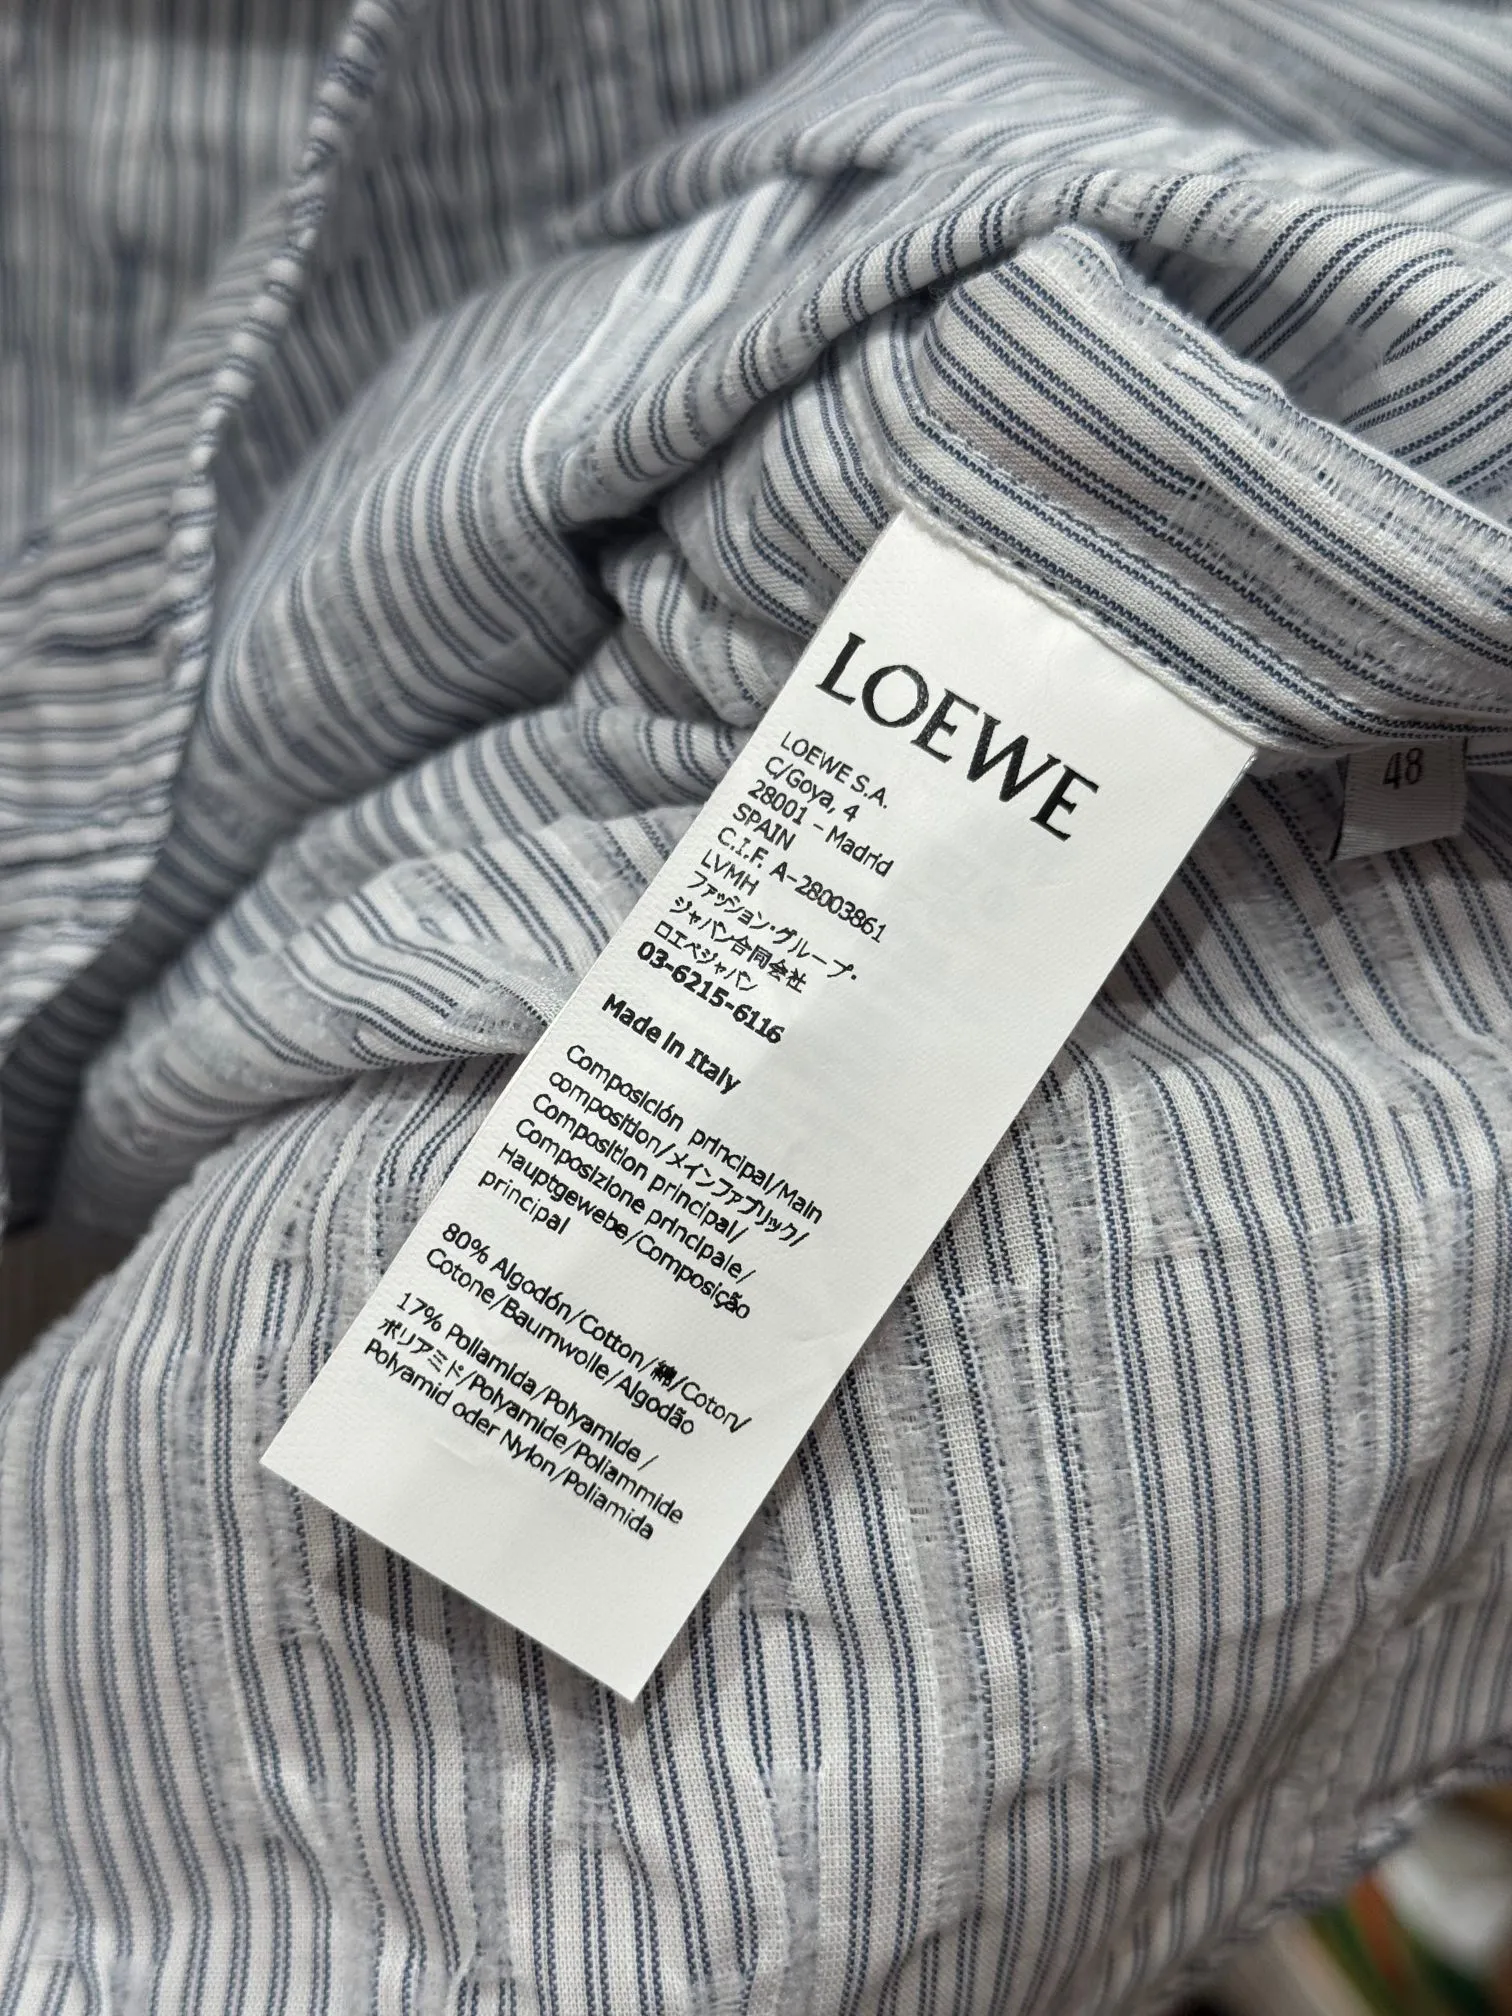 LOEWE
LOEWE S.A.
C/Goya, 4
28001 - Madrid
SPAIN
C.I.F. A-28003861
LVMH
ファッション・グループ・
ジャパン合同会社
ロエベジャパン
03-6215-6116
Made in Italy
Composición principal/Main
composition/メインファブリック/
Composition principal/
Composizione principale/
Hauptgewebe/Composição
principal
80% Algodón/Cotton/綿/Coton/
Cotone/Baumwolle/Algodão
17% Poliamida/Polyamide/
ポリアミド/Polyamide/Poliammide
Polyamid oder Nylon/Poliamida
48